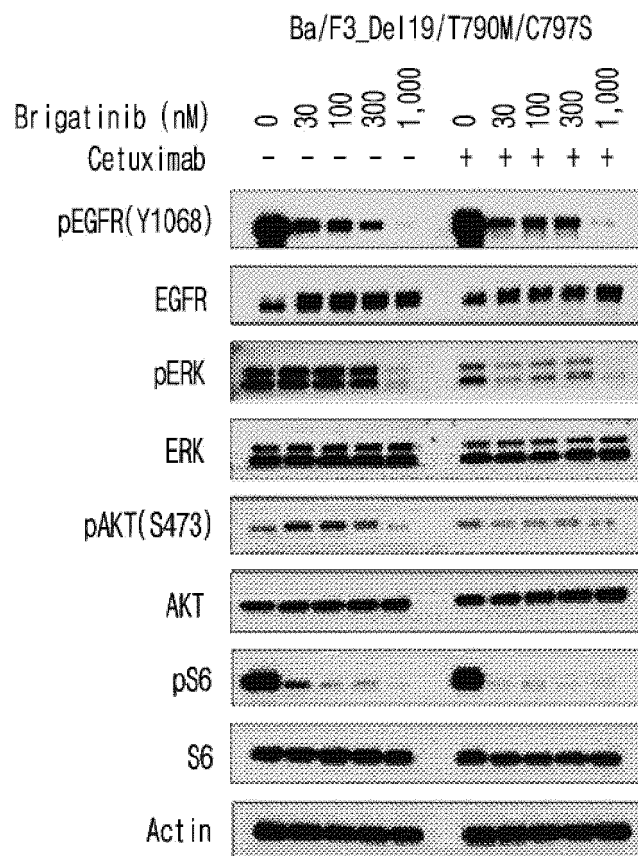 Ba/F3_Del19/T790M/C797S
Brigatinib (nM) 0 30 100 300 1,000 0 30 100 300 1,000
Cetuximab - - - - - + + + + +
pEGFR(Y1068)
EGFR
pERK
ERK
pAKT(S473)
AKT
pS6
S6
Actin